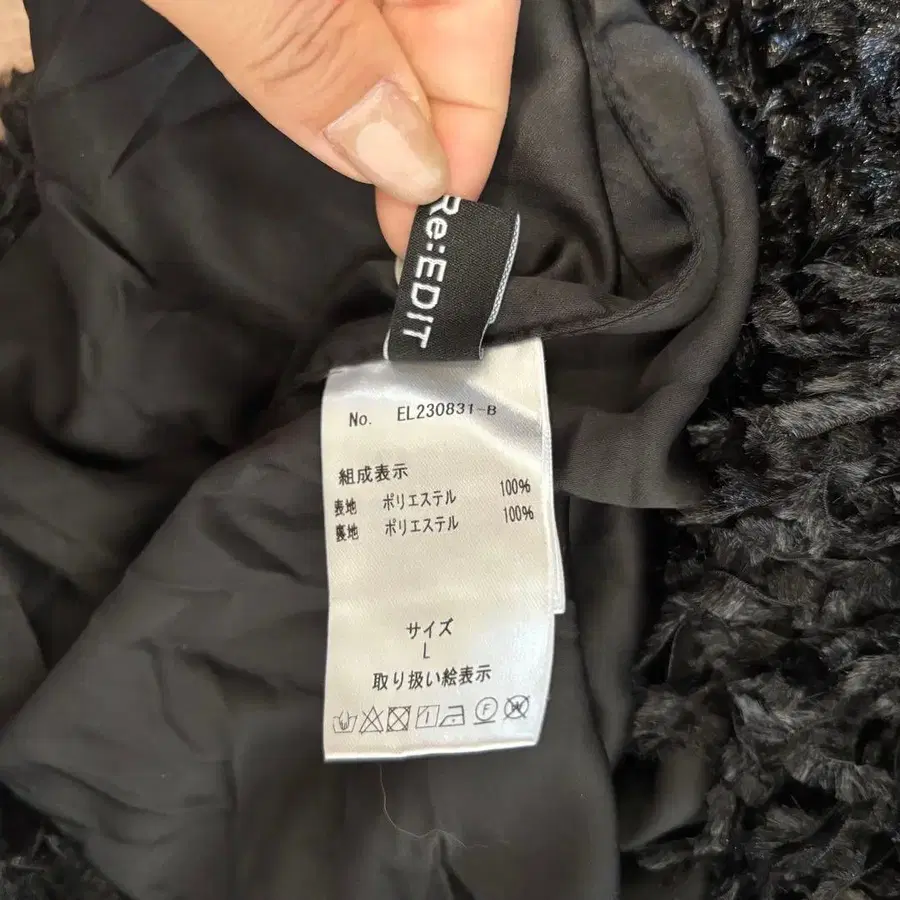 Re:EDIT
No. EL230831-B
組成表示
表地 ポリエステル 100%
裏地 ポリエステル 100%
サイズ
L
取り扱い絵表示
F W